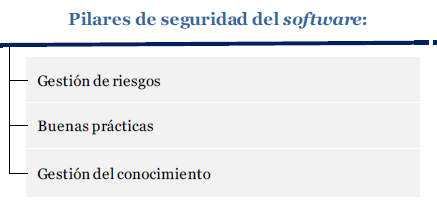 Pilares de seguridad del software:
Gestión de riesgos
Buenas prácticas
Gestión del conocimiento